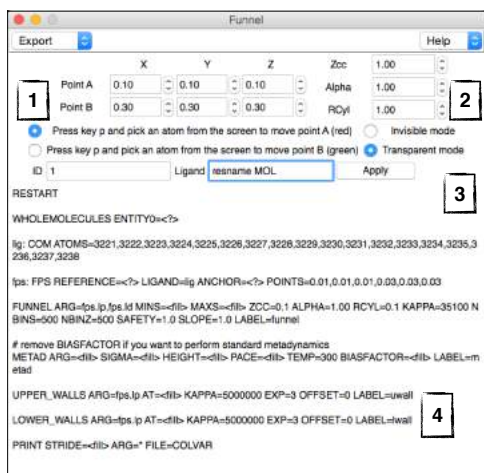 Funnel
Export Help
X Y Z Zcc 1.00
Point A 0.10 0.10 0.10 Alpha 1.00
1 2
Point B 0.30 0.30 0.30 RCyl 1.00
Press key p and pick an atom from the screen to move point A (red) Invisible mode
Press key p and pick an atom from the screen to move point B (green) Transparent mode
ID 1 Ligand resname MOL Apply
3
RESTART
WHOLEMOLECULES ENTITY0=<?>
lig: COM ATOMS=3221,3222,3223,3224,3225,3226,3227,3228,3229,3230,3231,3232,3233,3234,3235,3
236,3237,3238
fps: FPS REFERENCE=<?> LIGAND=lig ANCHOR=<?> POINTS=0.01,0.01,0.01,0.03,0.03,0.03
FUNNEL ARG=fps.lp,fps.ld MINS=<fill> MAXS=<fill> ZCC=0.1 ALPHA=1.00 RCYL=0.1 KAPPA=35100 N
BINS=500 NBINZ=500 SAFETY=1.0 SLOPE=1.0 LABEL=funnel
# remove BIASFACTOR if you want to perform standard metadynamics
METAD ARG=<fill> SIGMA=<fill> HEIGHT=<fill> PACE=<fill> TEMP=300 BIASFACTOR=<fill> LABEL=m
etad
UPPER_WALLS ARG=fps.lp AT=<fill> KAPPA=5000000 EXP=3 OFFSET=0 LABEL=uwall
4
LOWER_WALLS ARG=fps.lp AT=<fill> KAPPA=5000000 EXP=3 OFFSET=0 LABEL=lwall
PRINT STRIDE=<fill> ARG=* FILE=COLVAR